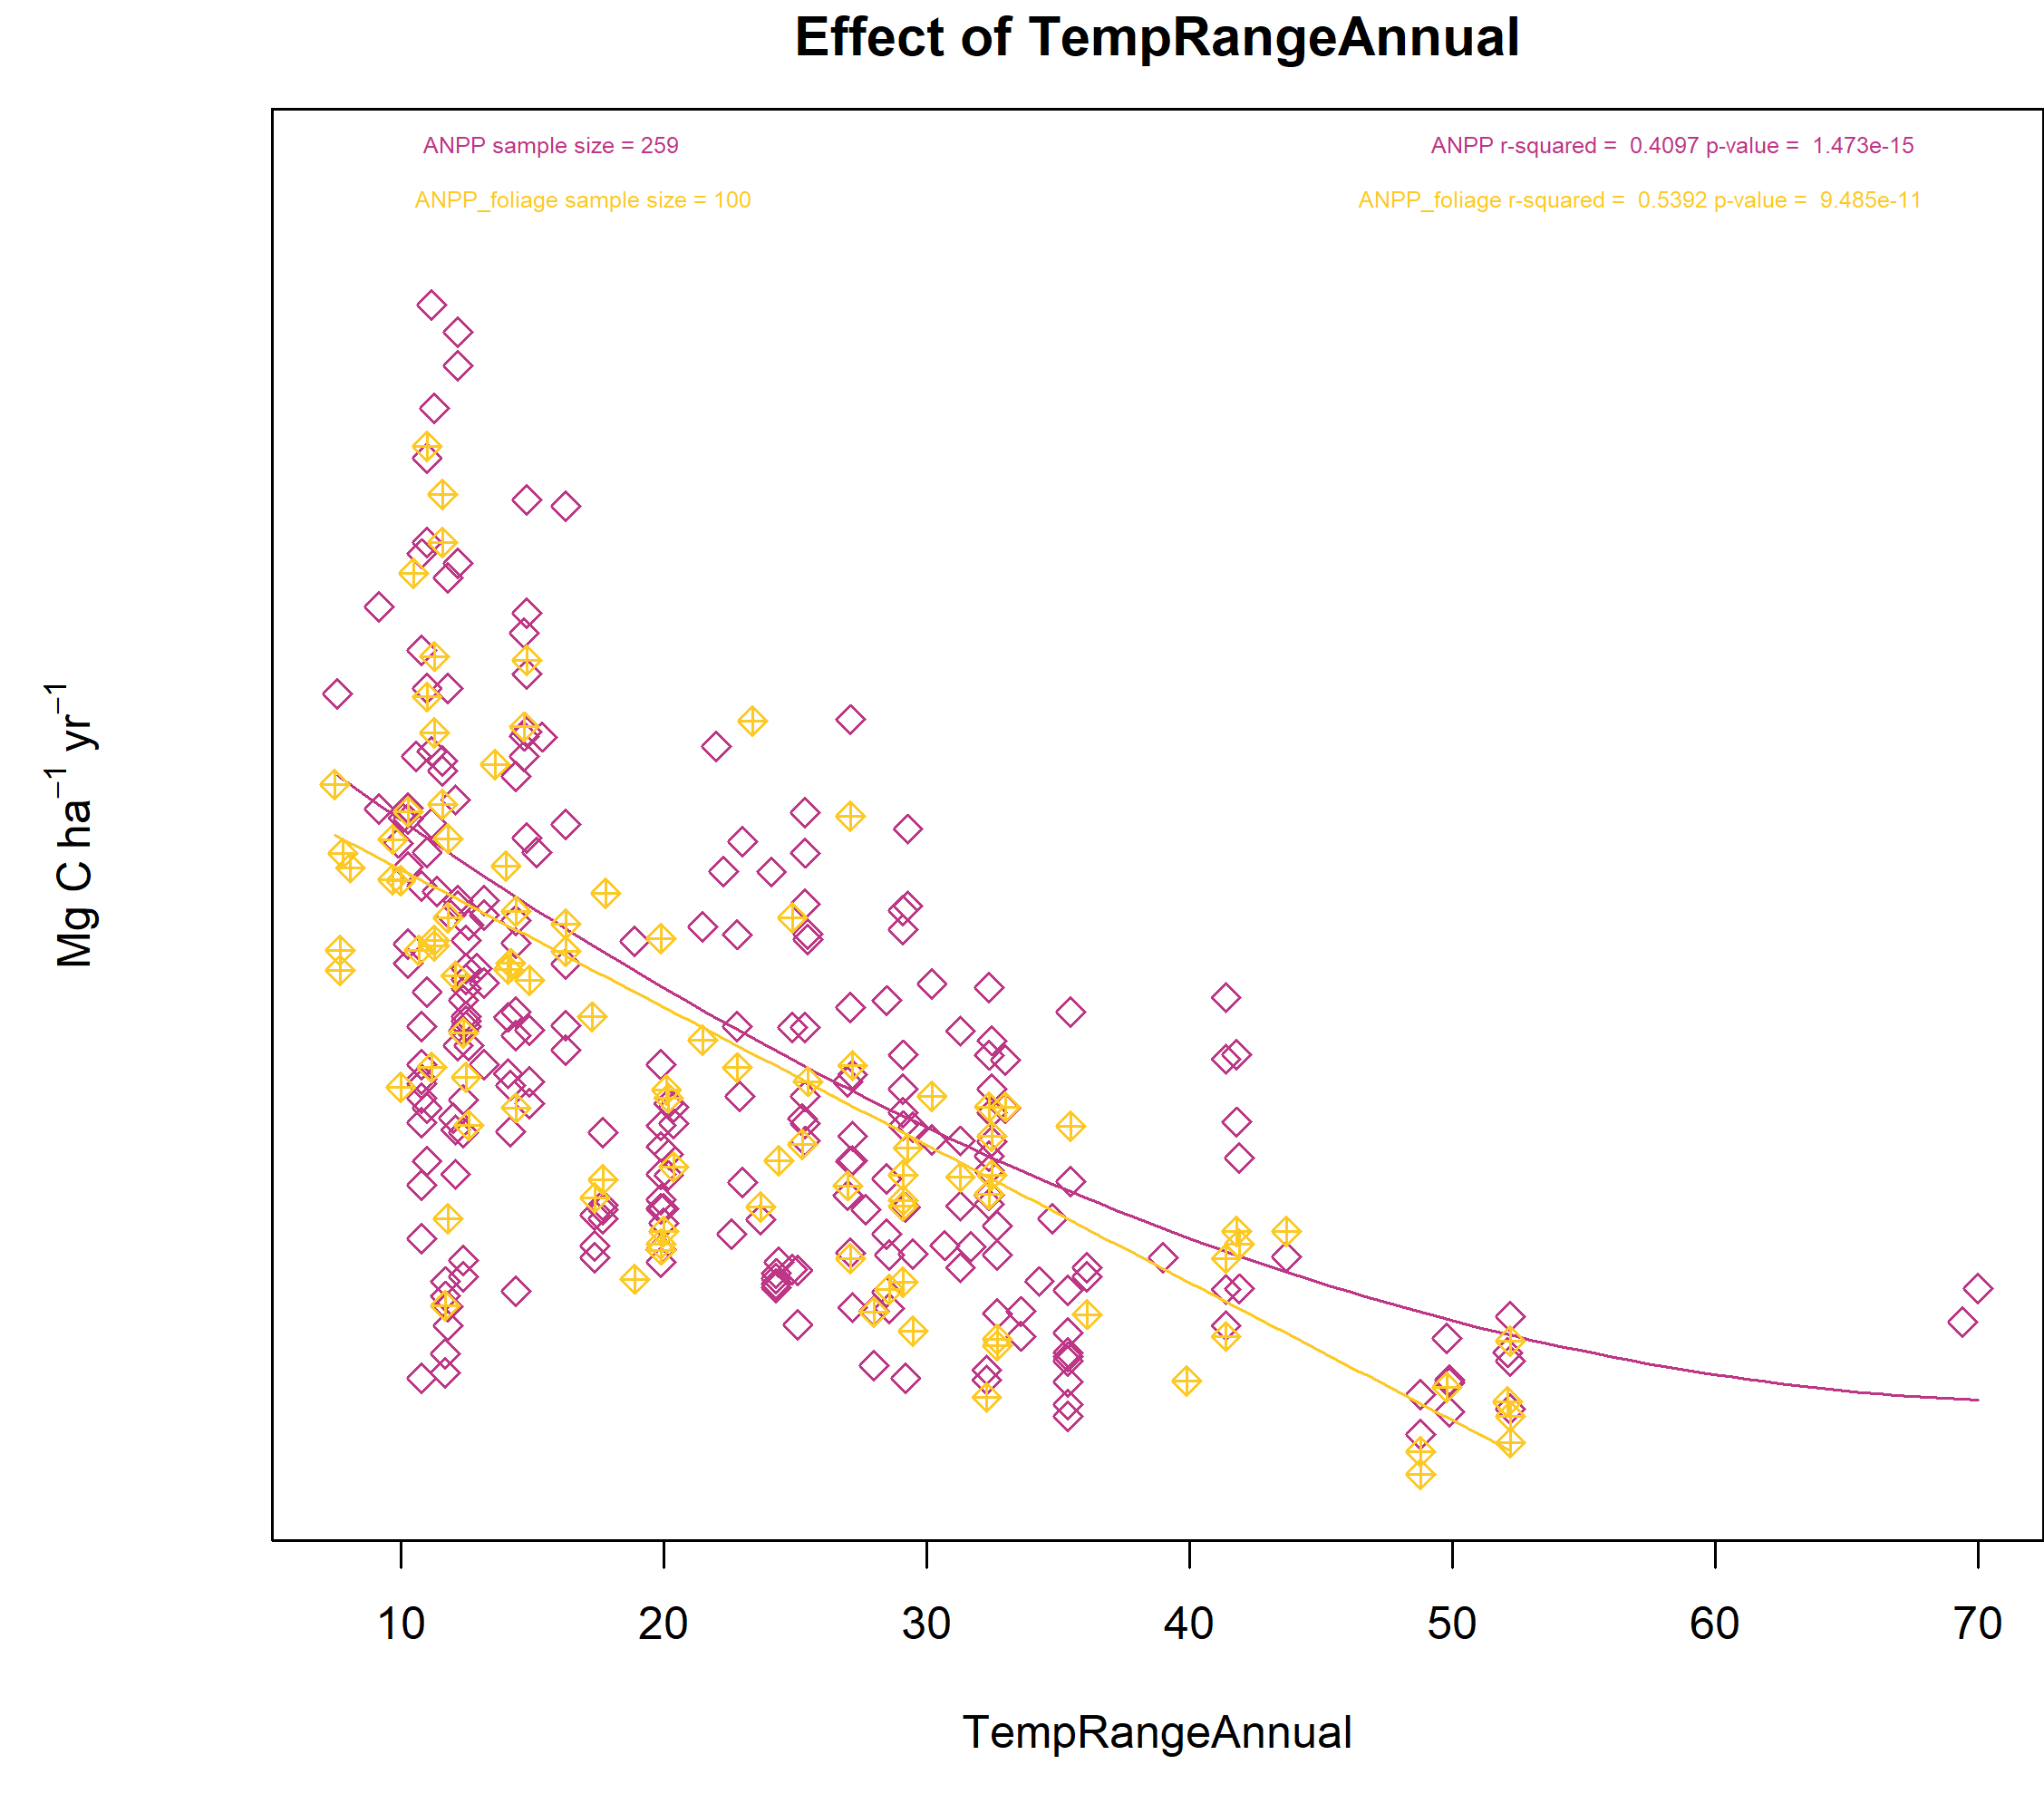 Effect of TempRangeAnnual
ANPP sample size = 259
ANPP r-squared =  0.4097 p-value =  1.473e-15
ANPP_foliage sample size = 100
ANPP_foliage r-squared =  0.5392 p-value =  9.485e-11
Mg C ha⁻¹ yr⁻¹
10 20 30 40 50 60 70
TempRangeAnnual